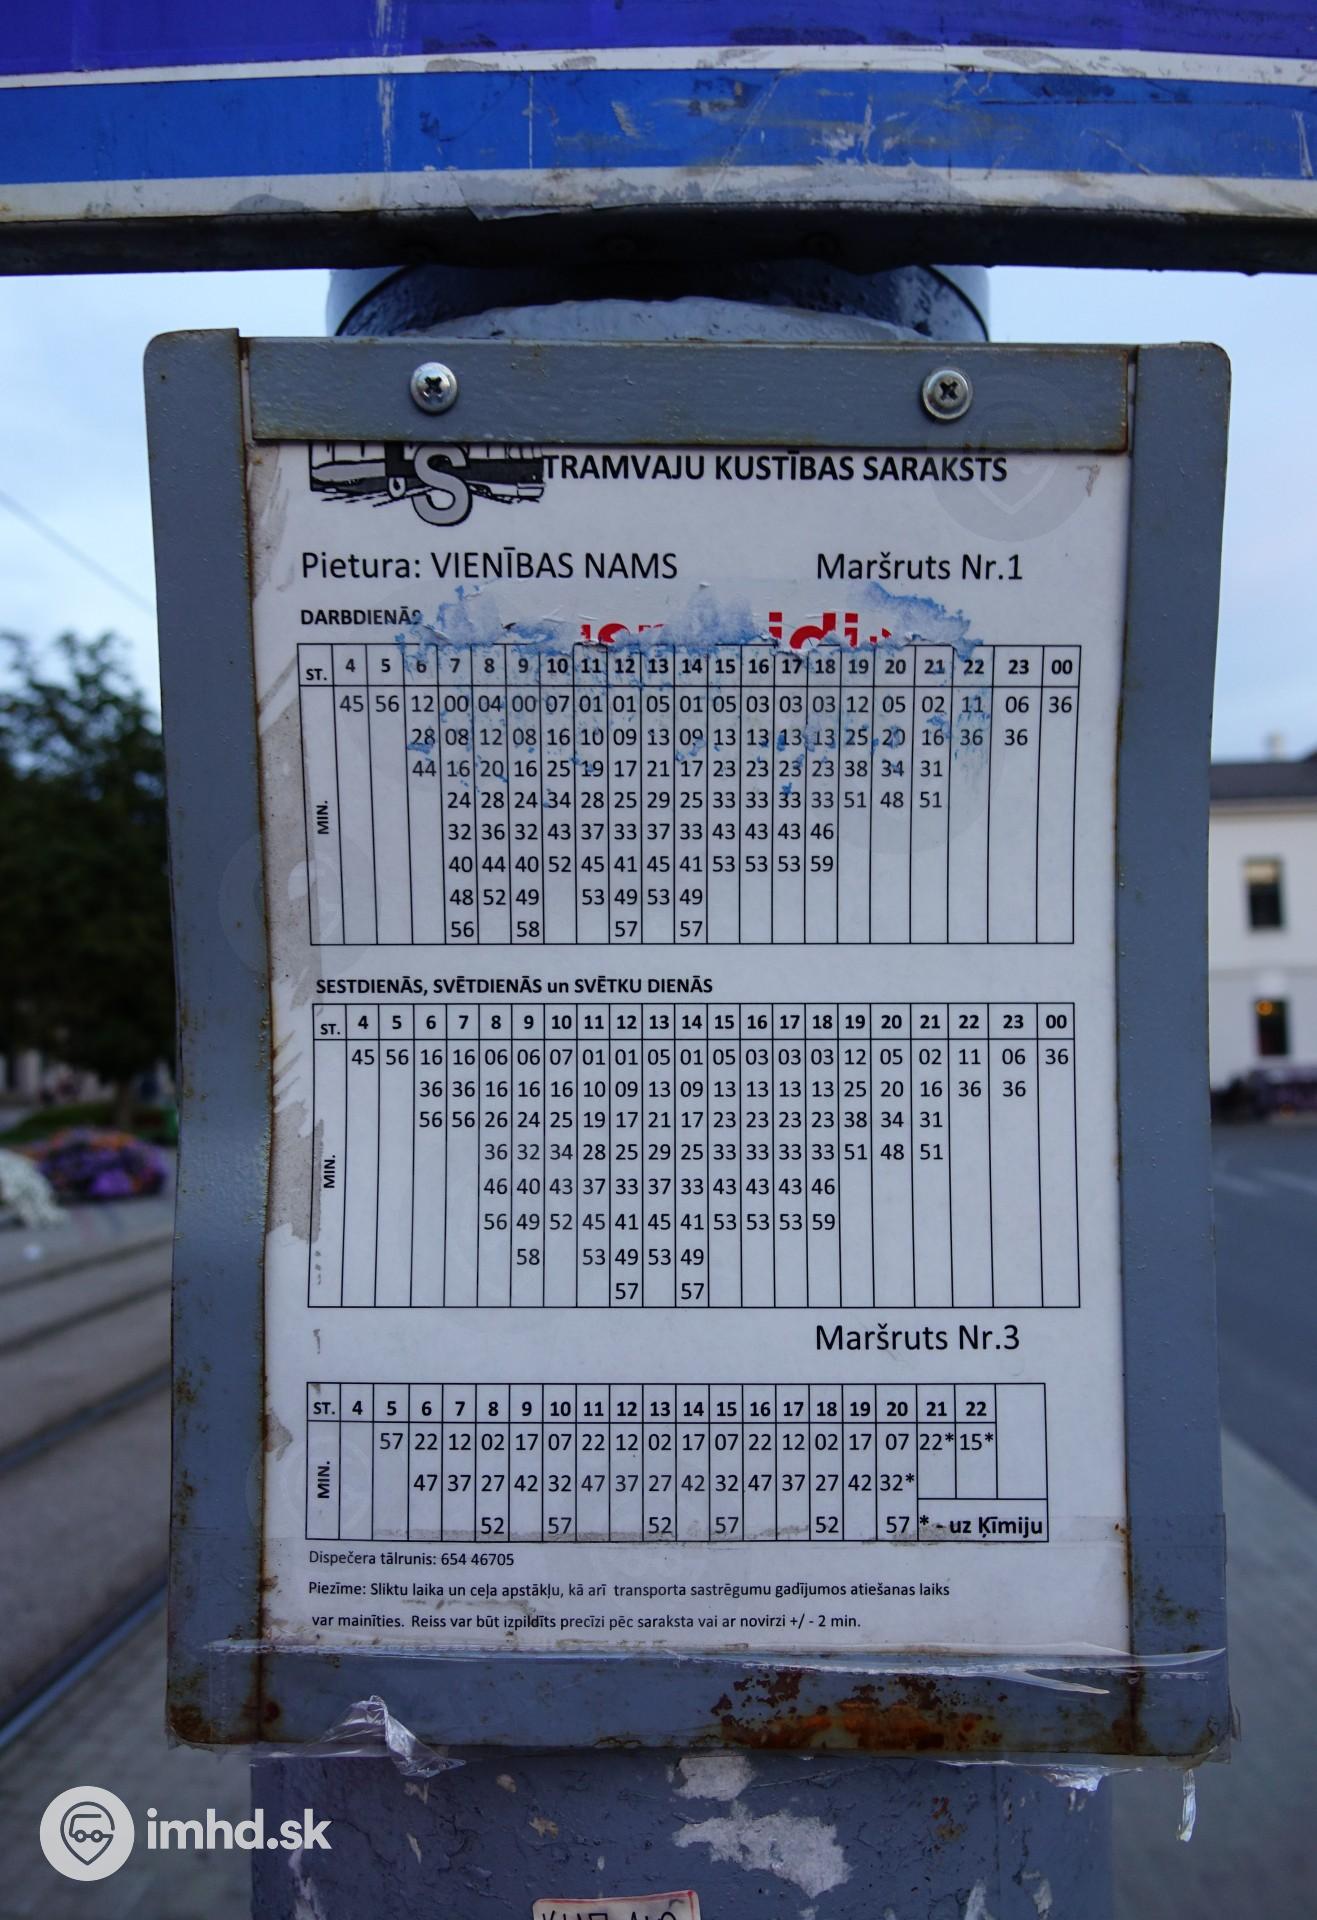 S TRAMVAJU KUSTĪBAS SARAKSTS
Pietura: VIENĪBAS NAMS Maršruts Nr.1
DARBDIENĀS
ST. 4 5 6 7 8 9 10 11 12 13 14 15 16 17 18 19 20 21 22 23 00
MIN.
45 56 12 00 04 00 07 01 01 05 01 05 03 03 03 12 05 02 11 06 36
28 08 12 08 16 10 09 13 09 13 13 13 13 25 20 16 36 36
44 16 20 16 25 19 17 21 17 23 23 23 23 38 34 31
24 28 24 34 28 25 29 25 33 33 33 33 51 48 51
32 36 32 43 37 33 37 33 43 43 43 46
40 44 40 52 45 41 45 41 53 53 53 59
48 52 49 53 49 53 49
56 58 57 57
SESTDIENĀS, SVĒTDIENĀS un SVĒTKU DIENĀS
ST. 4 5 6 7 8 9 10 11 12 13 14 15 16 17 18 19 20 21 22 23 00
MIN.
45 56 16 16 06 06 07 01 01 05 01 05 03 03 03 12 05 02 11 06 36
36 36 16 16 16 10 09 13 09 13 13 13 13 25 20 16 36 36
56 56 26 24 25 19 17 21 17 23 23 23 23 38 34 31
36 32 34 28 25 29 25 33 33 33 33 51 48 51
46 40 43 37 33 37 33 43 43 43 46
56 49 52 45 41 45 41 53 53 53 59
58 53 49 53 49
57 57
Maršruts Nr.3
ST. 4 5 6 7 8 9 10 11 12 13 14 15 16 17 18 19 20 21 22
MIN.
57 22 12 02 17 07 22 12 02 17 07 22 12 02 17 07 22* 15*
47 37 27 42 32 47 37 27 42 32 47 37 27 42 32*
52 57 52 57 52 57 * - uz Ķīmiju
Dispečera tālrunis: 654 46705
Piezīme: Sliktu laika un ceļa apstākļu, kā arī transporta sastrēgumu gadījumos atiešanas laiks
var mainīties. Reiss var būt izpildīts precīzi pēc saraksta vai ar novirzi +/ - 2 min.
imhd.sk